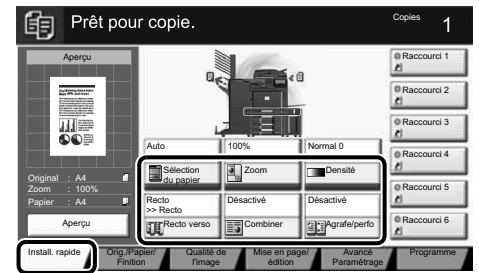 Prêt pour copie.
Copies
1
Aperçu
Original : A4
Zoom : 100%
Papier : A4
Aperçu
Auto
100%
Normal 0
Sélection
du papier
Zoom
Densité
Recto
>> Recto
Désactivé
Désactivé
Recto verso
Combiner
Agrafe/perfo
Raccourci 1
Raccourci 2
Raccourci 3
Raccourci 4
Raccourci 5
Raccourci 6
Install. rapide
Orig./Papier/
Finition
Qualité de
l'image
Mise en page/
édition
Avancé
Paramétrage
Programme